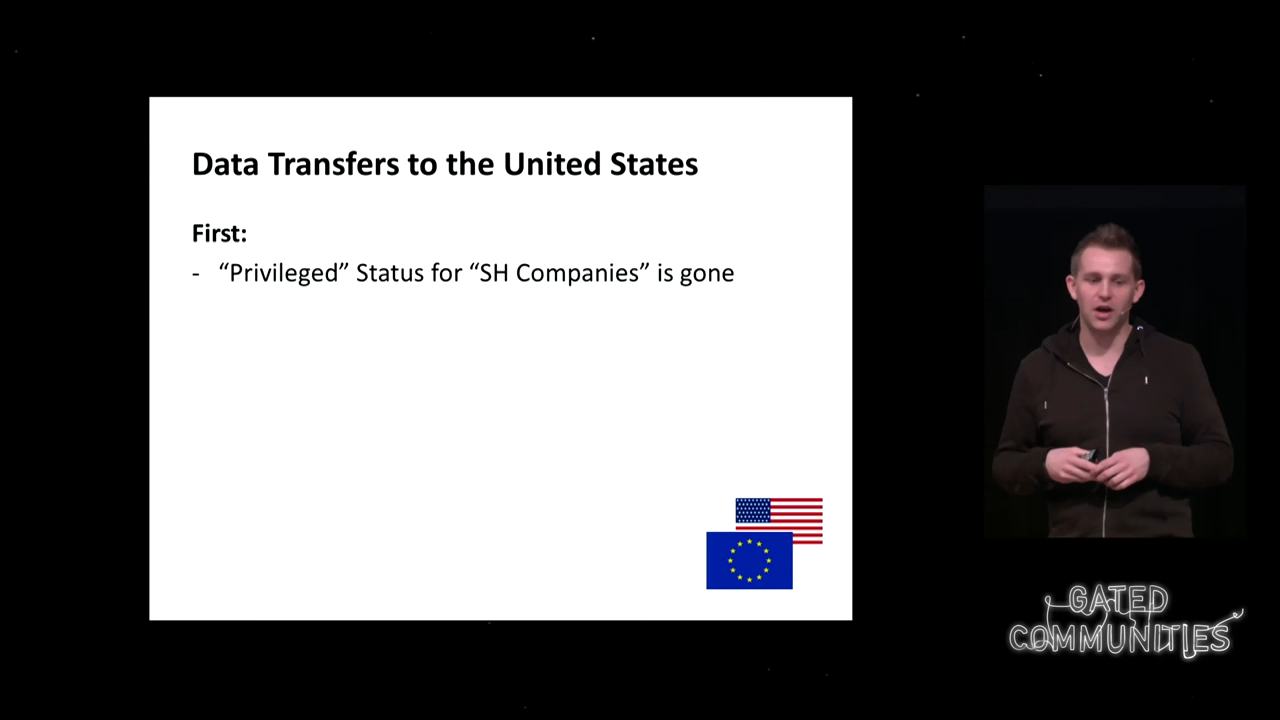 Data Transfers to the United States
First:
- “Privileged” Status for “SH Companies” is gone
GATED
COMMUNITIES